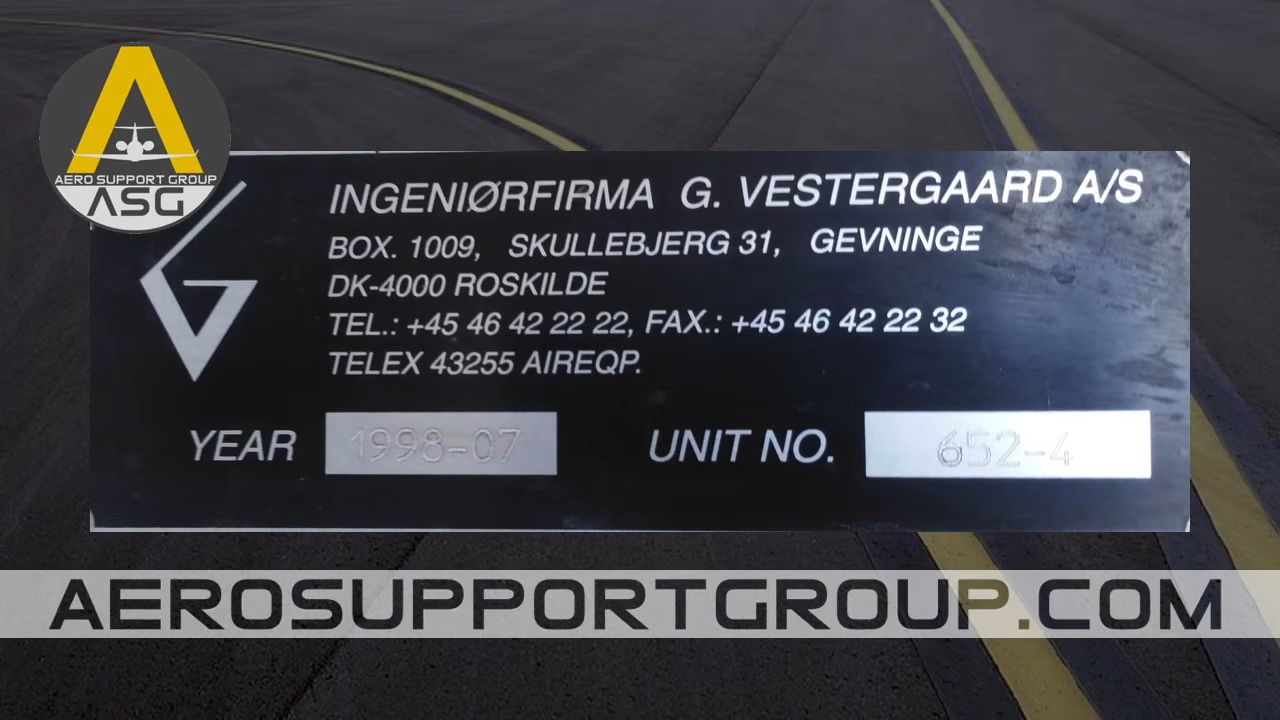 A
AERO SUPPORT GROUP
ASG
INGENIØRFIRMA G. VESTERGAARD A/S
BOX. 1009, SKULLEBJERG 31, GEVNINGE
DK-4000 ROSKILDE
TEL.: +45 46 42 22 22, FAX.: +45 46 42 22 32
TELEX 43255 AIREQP.
YEAR 1998-07 UNIT NO. 652-4
AEROSUPPORTGROUP.COM